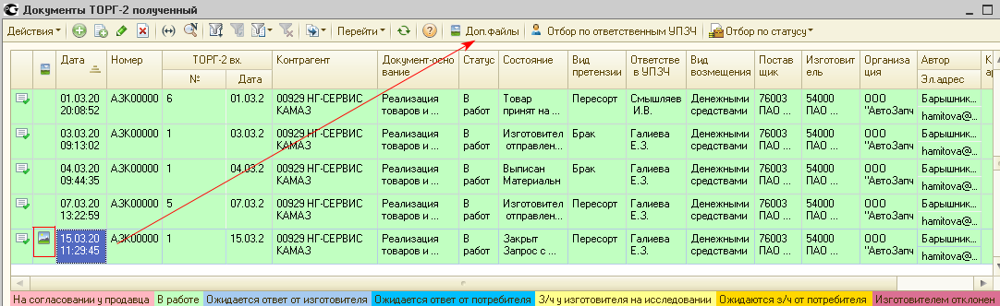 Документы ТОРГ-2 полученный
Действия Перейти Доп.файлы Отбор по ответственным УПЗЧ Отбор по статусу
Дата Номер ТОРГ-2 вх. Контрагент Документ-осно Статус Состояние Вид Ответстве Вид Постав Изготовит Организа Автор К
№ Дата вание претензии в УПЗЧ возмещения щик ель ция Эл.адрес ар
01.03.20 АЗК00000 6 01.03.2 00929 НГ-СЕРВИС Реализация В Товар Пересорт Смышляев Денежными 76003 54000 ООО Барышник...
20:08:52 КАМАЗ товаров и ... работ принят на ... И.В. средствами ПАО ... ПАО ... "АвтоЗапч hamitova@...
03.03.20 АЗК00000 1 03.03.2 00929 НГ-СЕРВИС Реализация В Изготовител Брак Галиева Денежными 76003 54000 ООО Барышник...
09:13:02 КАМАЗ товаров и ... работ отправлен... Е.З. средствами ПАО ... ПАО ... "АвтоЗапч hamitova@...
04.03.20 АЗК00000 1 04.03.2 00929 НГ-СЕРВИС Реализация В Выписан Брак Галиева Денежными 76003 54000 ООО Барышник...
09:44:35 КАМАЗ товаров и ... работ Материальн Е.З. средствами ПАО ... ПАО ... "АвтоЗапч hamitova@...
07.03.20 АЗК00000 5 07.03.2 00929 НГ-СЕРВИС Реализация В Изготовител Пересорт Галиева Денежными 76003 54000 ООО Барышник...
13:22:59 КАМАЗ товаров и ... работ отправлен... Е.З. средствами ПАО ... ПАО ... "АвтоЗапч hamitova@...
15.03.20 АЗК00000 1 15.03.2 00929 НГ-СЕРВИС Реализация В Закрыт Пересорт Галиева Денежными 76003 54000 ООО Барышник...
11:29:45 КАМАЗ товаров и ... работ Запрос с ... Е.З. средствами ПАО ... ПАО ... "АвтоЗапч hamitova@...
На согласовании у продавца В работе Ожидается ответ от изготовителя Ожидается ответ от потребителя З/ч у изготовителя на исследовании Ожидаются з/ч от потребителя Изготовителем отклонен